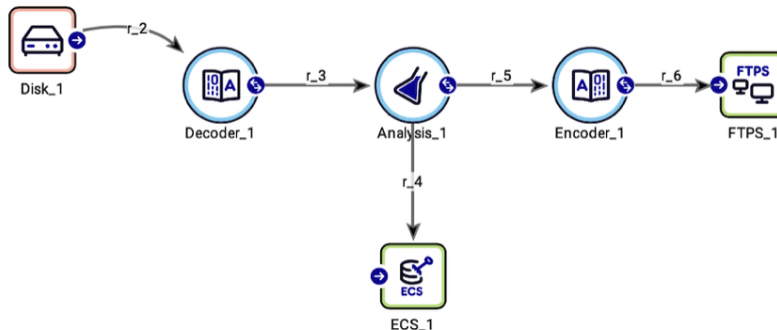 r_2
Disk_1
r_3
r_5
r_6
FTPS
Decoder_1
Analysis_1
Encoder_1
FTPS_1
r_4
ECS
ECS_1